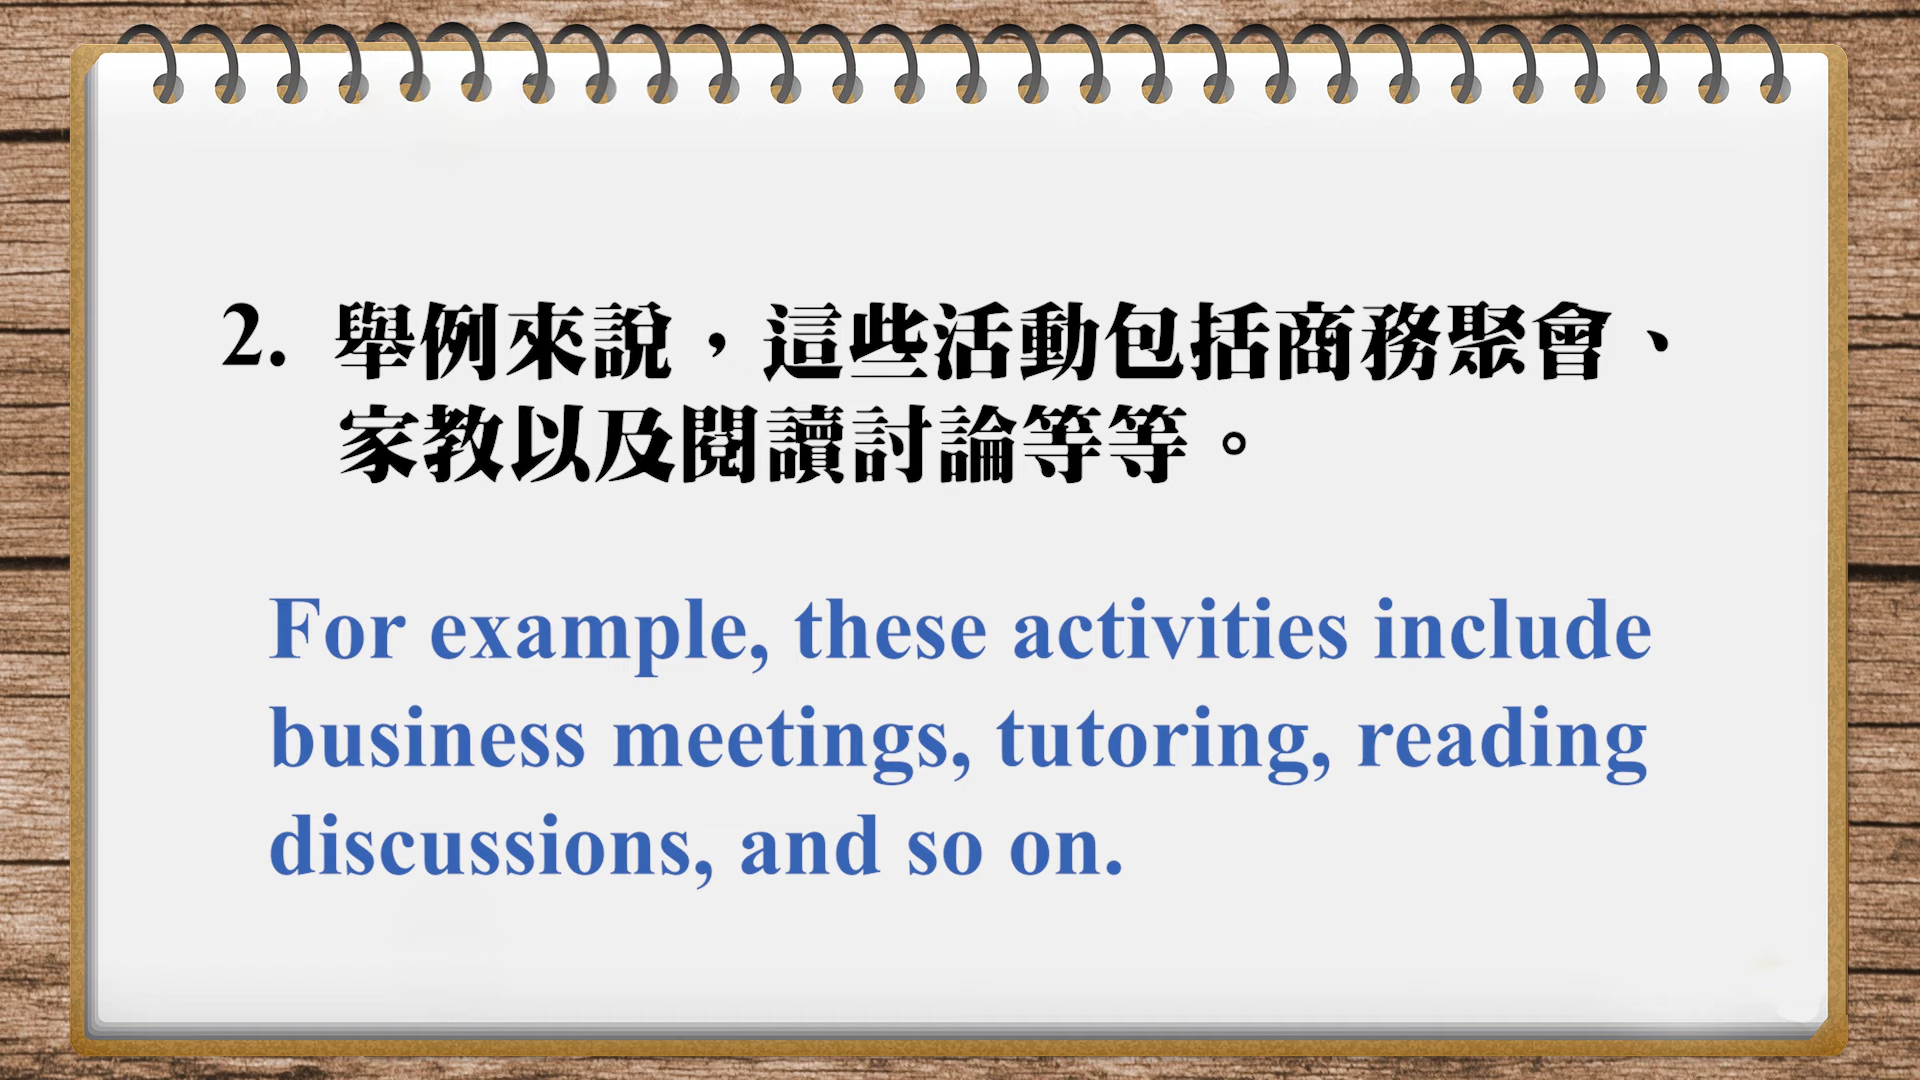 2. 舉例來說，這些活動包括商務聚會、
家教以及閱讀討論等等。
For example, these activities include
business meetings, tutoring, reading
discussions, and so on.